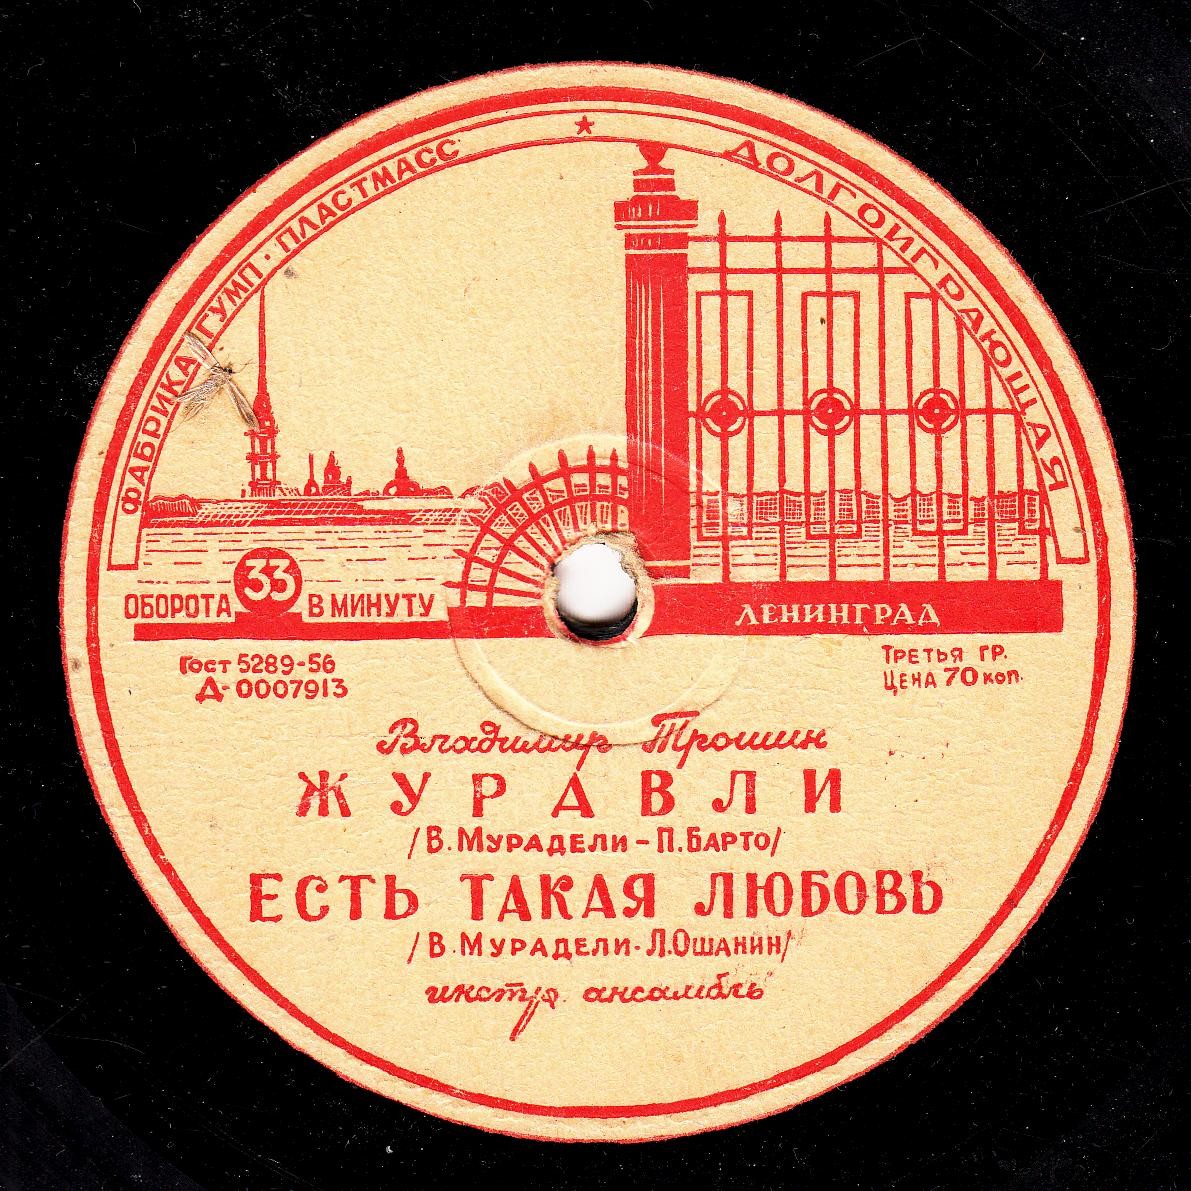 ФАБРИКА ГУМП · ПЛАСТМАСС
ДОЛГОИГРАЮЩАЯ
ОБОРОТА 33 В МИНУТУ
ЛЕНИНГРАД
ГОСТ 5289-56
Д-0007913
ТРЕТЬЯ ГР.
ЦЕНА 70 коп.
Владимир Трошин
ЖУРАВЛИ
/В. МУРАДЕЛИ – П. БАРТО/
ЕСТЬ ТАКАЯ ЛЮБОВЬ
/В. МУРАДЕЛИ - Л. ОШАНИН/
инстр. ансамбль